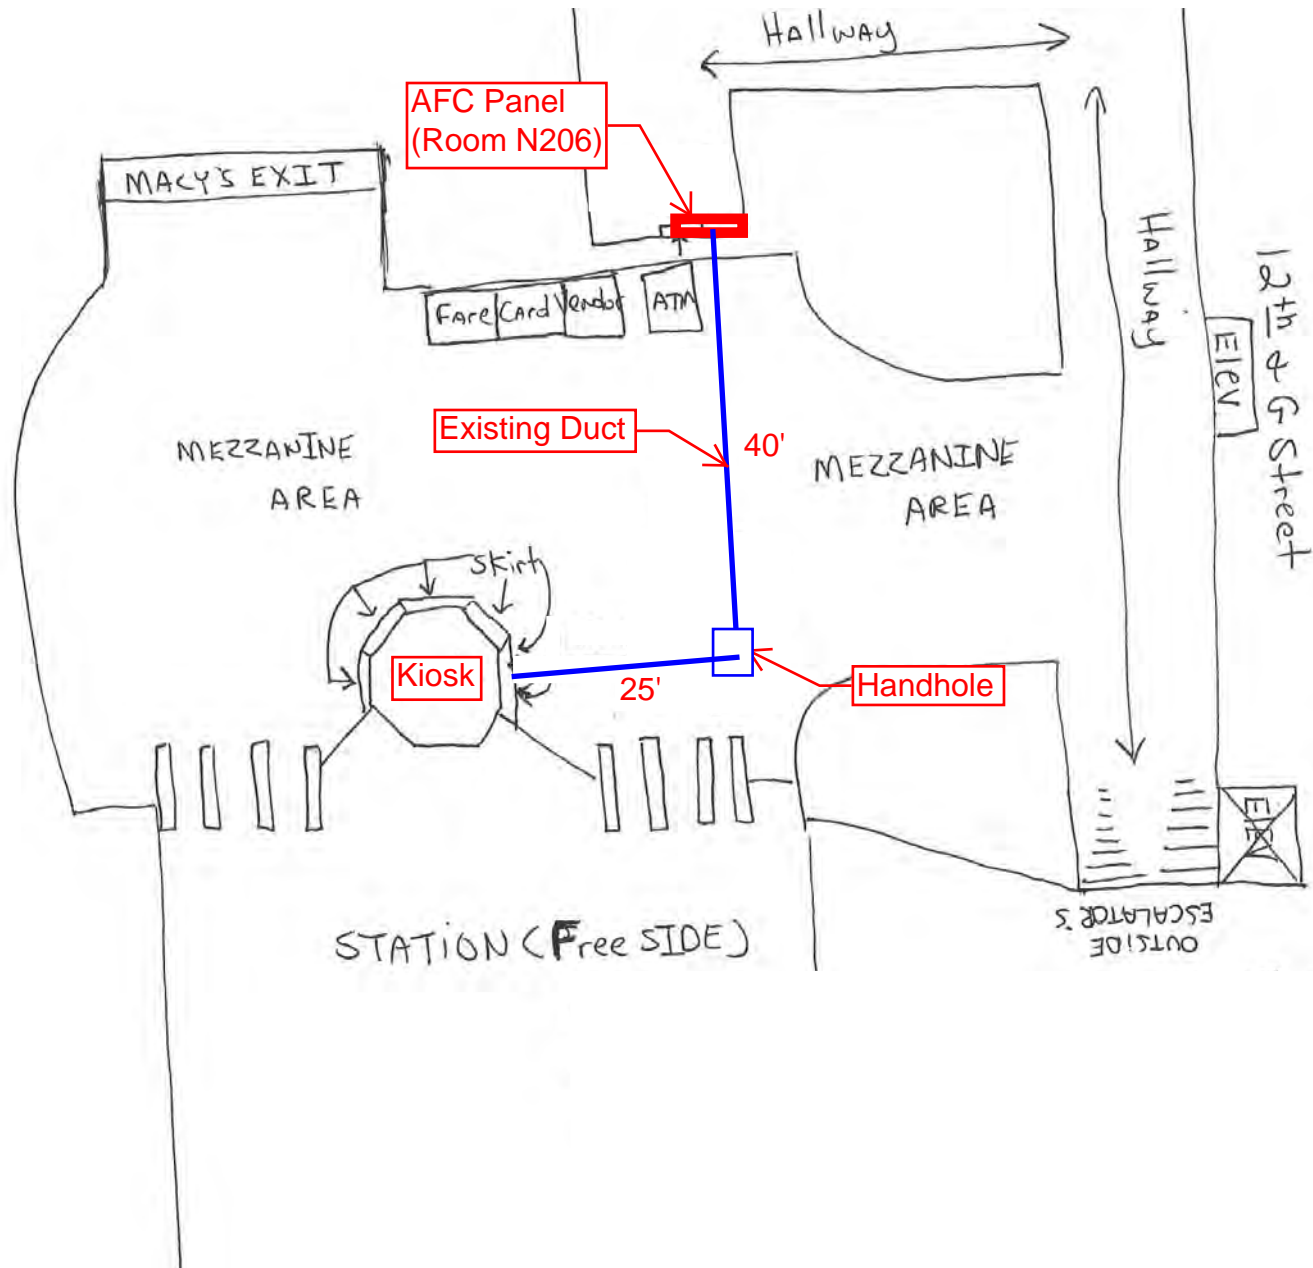 Hallway
AFC Panel
(Room N206)
MACY'S EXIT
Hallway
12th & G Street
Elev
Fare Card Vendor
ATM
Existing Duct
40'
MEZZANINE
AREA
MEZZANINE
AREA
Skirt
Kiosk
25'
Handhole
ELEV
OUTSIDE
ESCALATOR'S
STATION (Free SIDE)